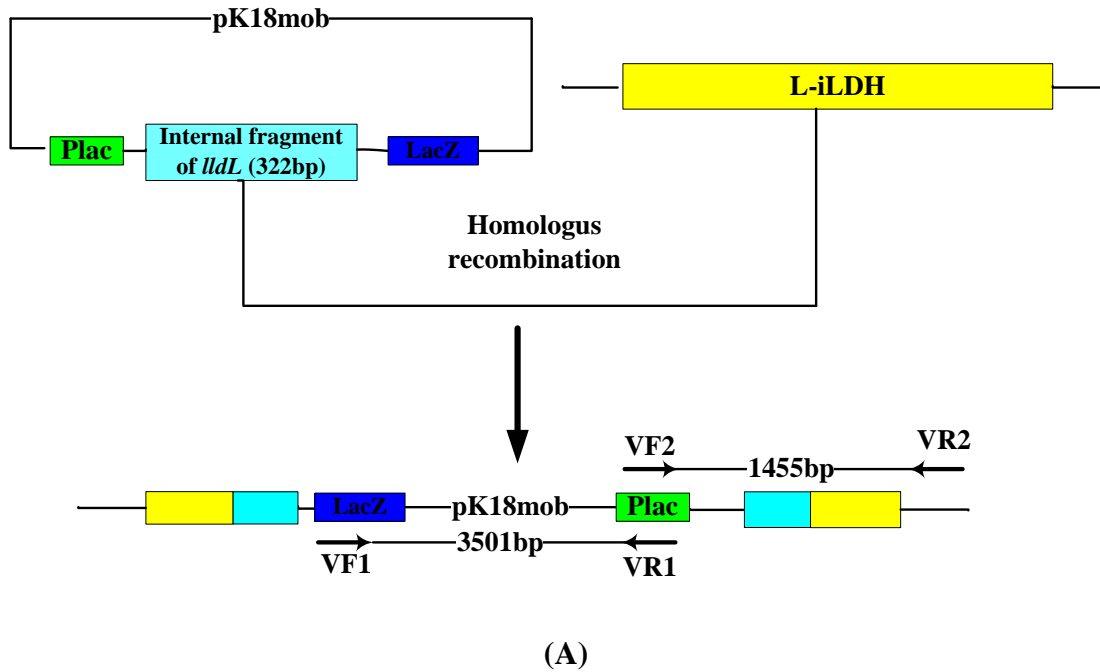 pK18mob
L-iLDH
Plac
Internal fragment
of lldL (322bp)
LacZ
Homologus
recombination
VF2
VR2
1455bp
LacZ
pK18mob
Plac
3501bp
VF1
VR1
(A)